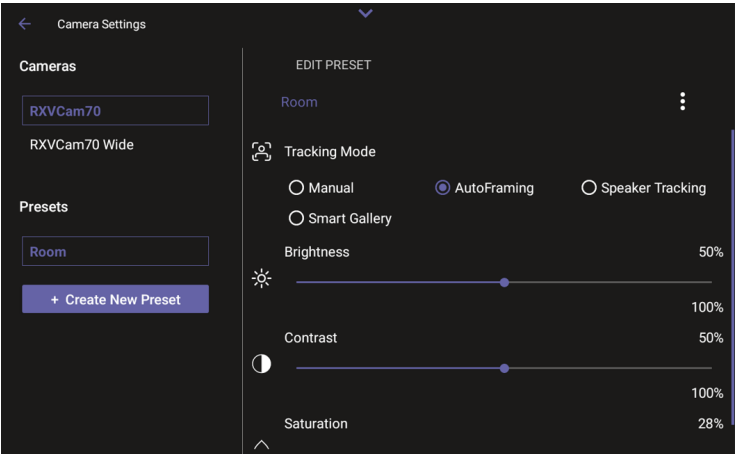 Camera Settings
Cameras
RXVCam70
RXVCam70 Wide
Presets
Room
+ Create New Preset
EDIT PRESET
Room
Tracking Mode
Manual
AutoFraming
Speaker Tracking
Smart Gallery
Brightness 50%
100%
Contrast 50%
100%
Saturation 28%